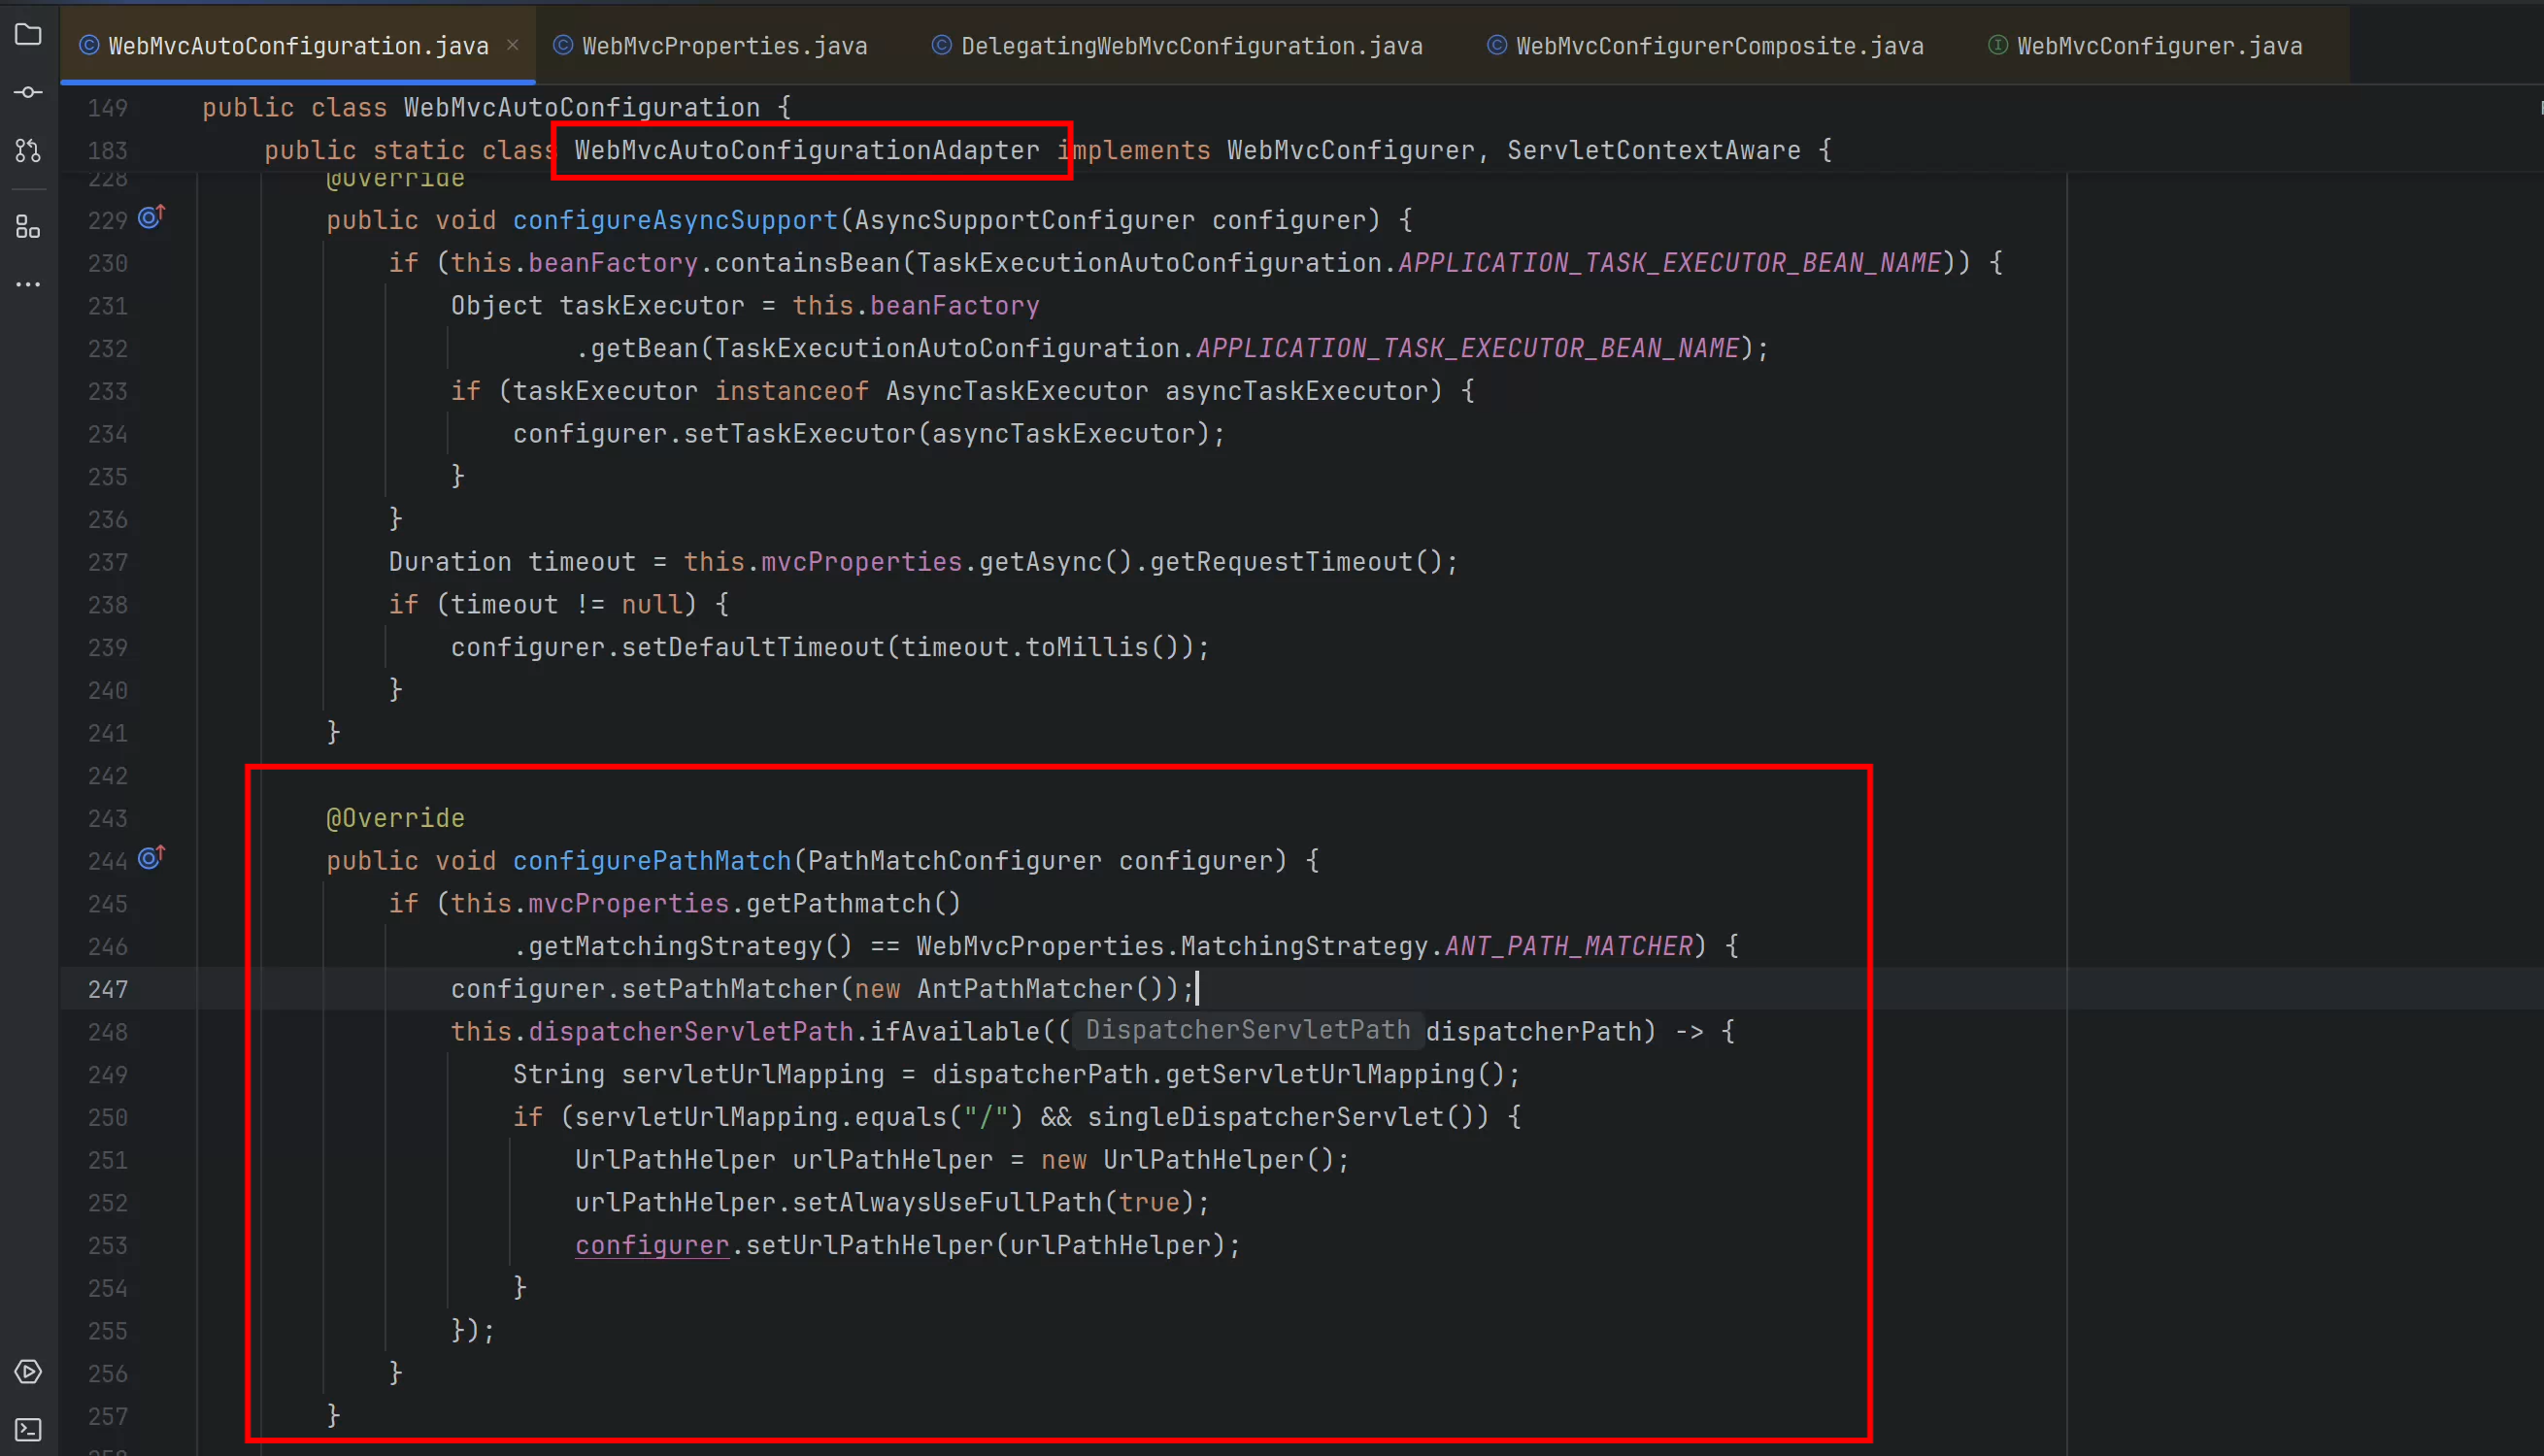 WebMvcAutoConfiguration.java × WebMvcProperties.java DelegatingWebMvcConfiguration.java WebMvcConfigurerComposite.java WebMvcConfigurer.java
149 public class WebMvcAutoConfiguration {
183 public static class WebMvcAutoConfigurationAdapter implements WebMvcConfigurer, ServletContextAware {
228 @Override
229 public void configureAsyncSupport(AsyncSupportConfigurer configurer) {
230 if (this.beanFactory.containsBean(TaskExecutionAutoConfiguration.APPLICATION_TASK_EXECUTOR_BEAN_NAME)) {
231 Object taskExecutor = this.beanFactory
232 .getBean(TaskExecutionAutoConfiguration.APPLICATION_TASK_EXECUTOR_BEAN_NAME);
233 if (taskExecutor instanceof AsyncTaskExecutor asyncTaskExecutor) {
234 configurer.setTaskExecutor(asyncTaskExecutor);
235 }
236 }
237 Duration timeout = this.mvcProperties.getAsync().getRequestTimeout();
238 if (timeout != null) {
239 configurer.setDefaultTimeout(timeout.toMillis());
240 }
241 }
242
243 @Override
244 public void configurePathMatch(PathMatchConfigurer configurer) {
245 if (this.mvcProperties.getPathmatch()
246 .getMatchingStrategy() == WebMvcProperties.MatchingStrategy.ANT_PATH_MATCHER) {
247 configurer.setPathMatcher(new AntPathMatcher());
248 this.dispatcherServletPath.ifAvailable(( DispatcherServletPath dispatcherPath) -> {
249 String servletUrlMapping = dispatcherPath.getServletUrlMapping();
250 if (servletUrlMapping.equals("/") && singleDispatcherServlet()) {
251 UrlPathHelper urlPathHelper = new UrlPathHelper();
252 urlPathHelper.setAlwaysUseFullPath(true);
253 configurer.setUrlPathHelper(urlPathHelper);
254 }
255 });
256 }
257 }